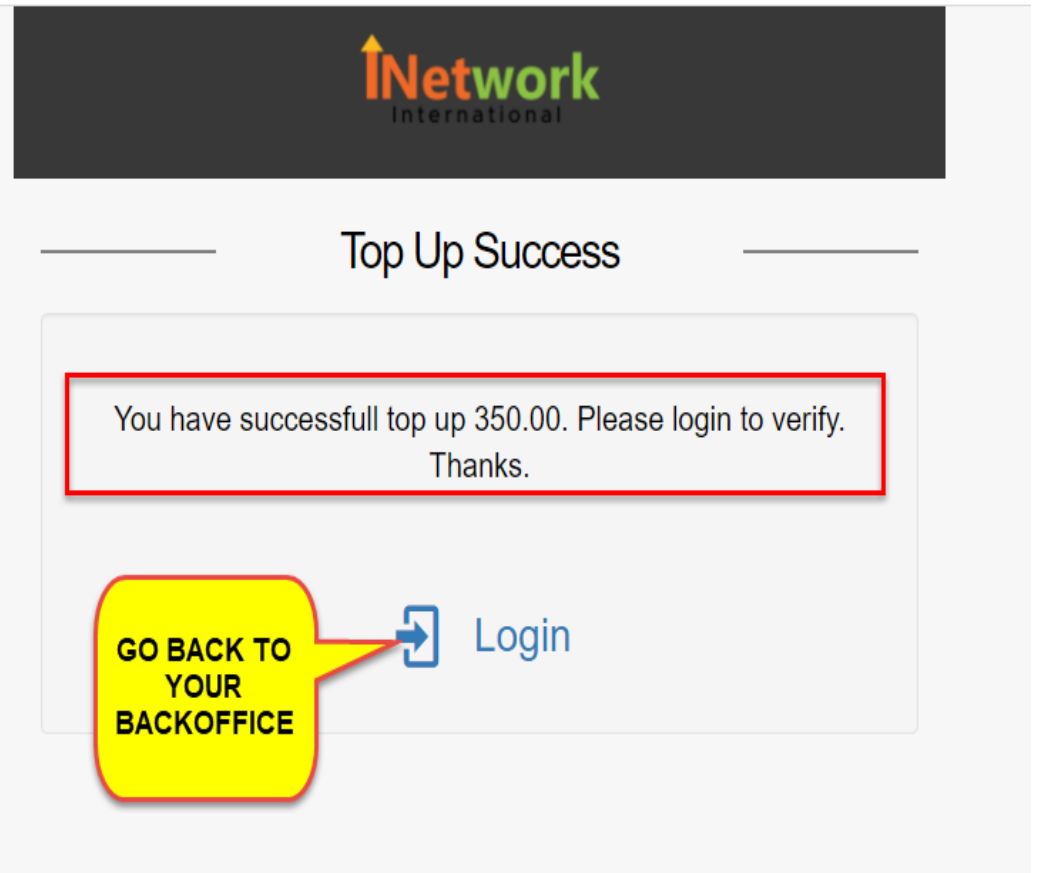 INetwork
International
Top Up Success
You have successfull top up 350.00. Please login to verify.
Thanks.
GO BACK TO
YOUR
BACKOFFICE
Login